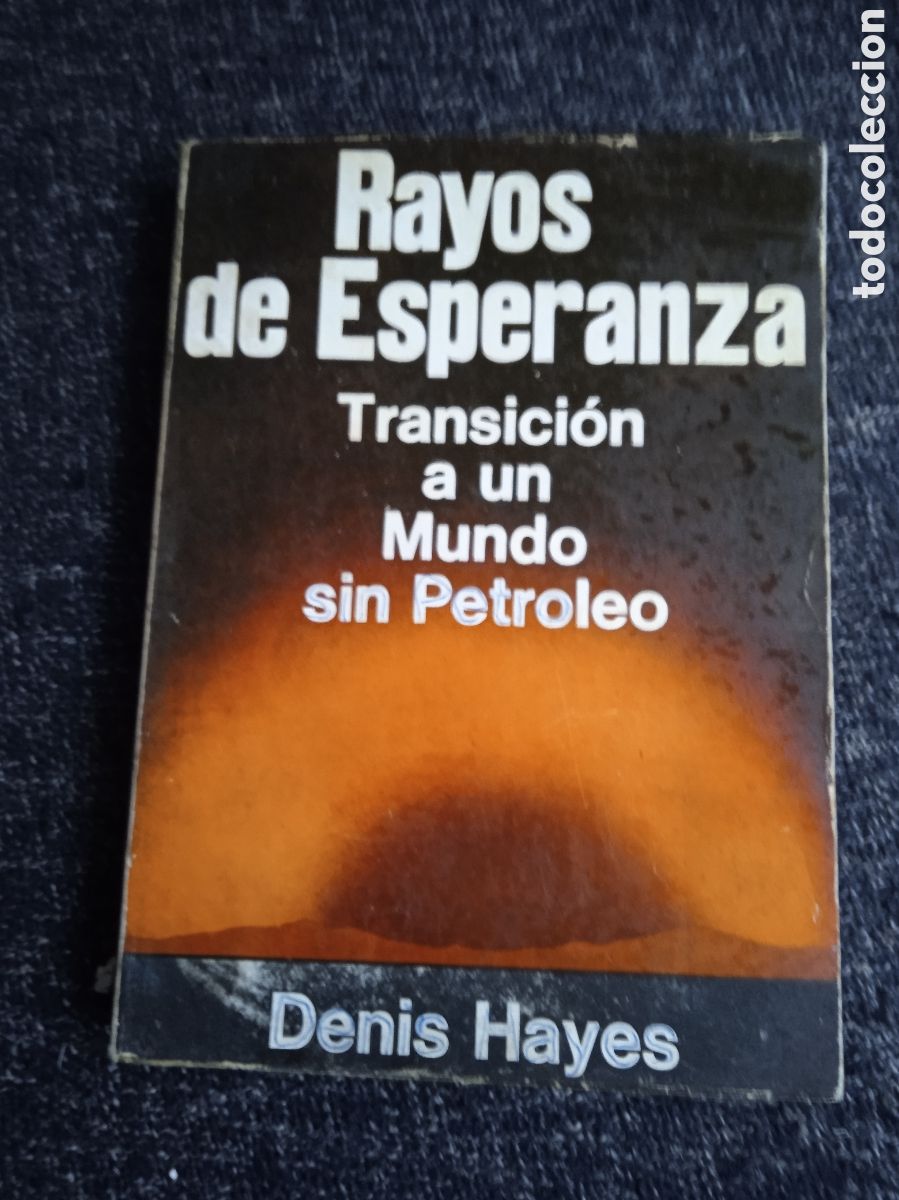 Rayos
de Esperanza
Transición
a un
Mundo
sin Petroleo
Denis Hayes
todocoleccion